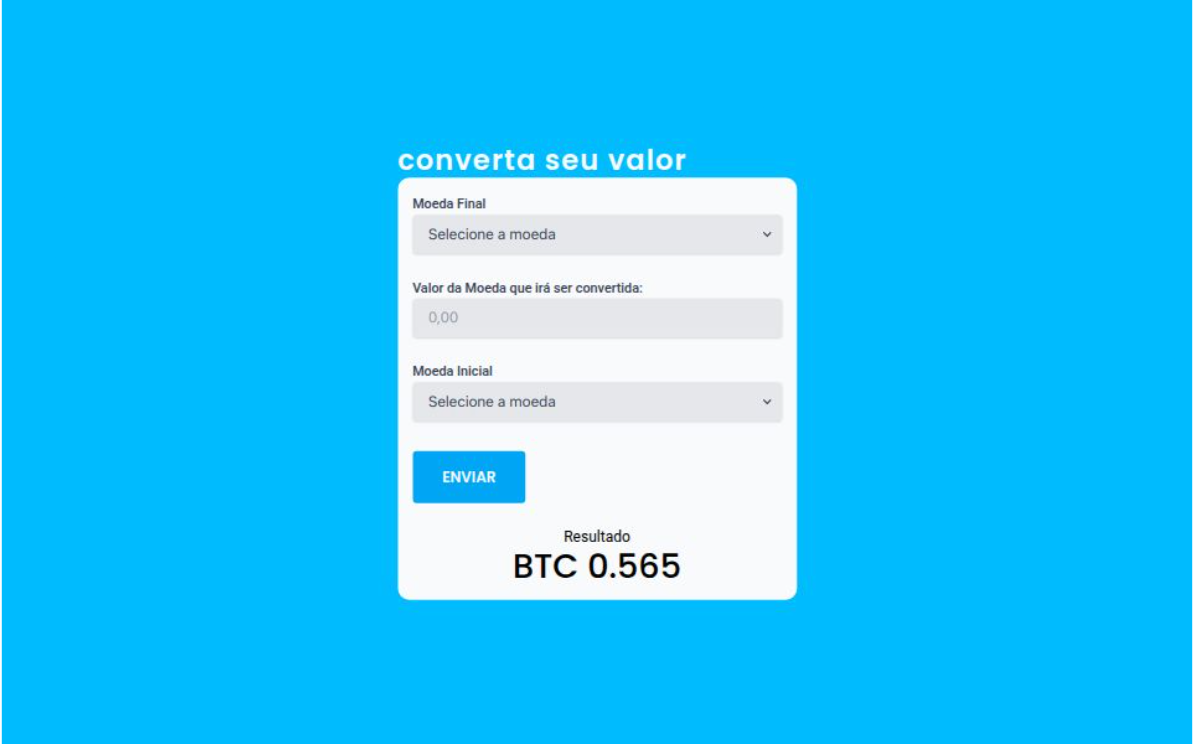 converta seu valor
Moeda Final
Selecione a moeda
Valor da Moeda que irá ser convertida:
0,00
Moeda Inicial
Selecione a moeda
ENVIAR
Resultado
BTC 0.565